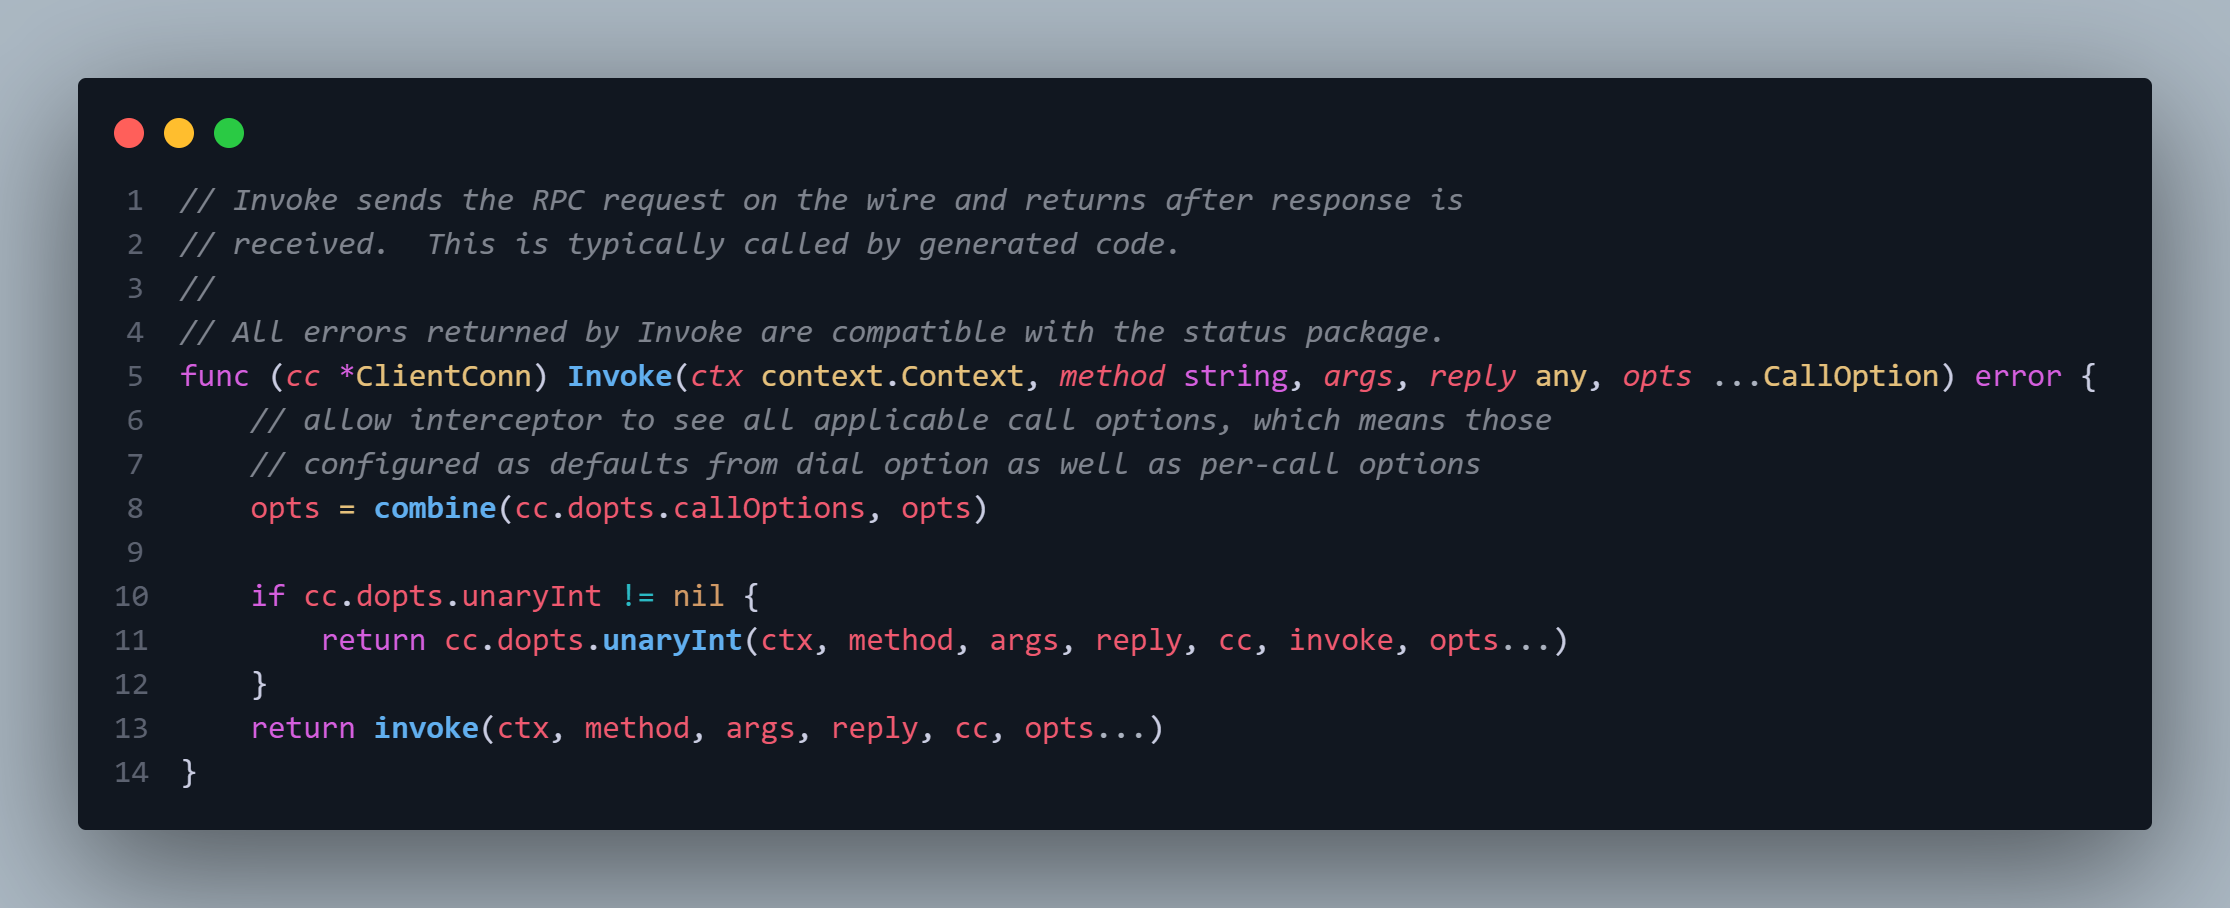 1 // Invoke sends the RPC request on the wire and returns after response is
2 // received.  This is typically called by generated code.
3 //
4 // All errors returned by Invoke are compatible with the status package.
5 func (cc *ClientConn) Invoke(ctx context.Context, method string, args, reply any, opts ...CallOption) error {
6     // allow interceptor to see all applicable call options, which means those
7     // configured as defaults from dial option as well as per-call options
8     opts = combine(cc.dopts.callOptions, opts)
9
10     if cc.dopts.unaryInt != nil {
11         return cc.dopts.unaryInt(ctx, method, args, reply, cc, invoke, opts...)
12     }
13     return invoke(ctx, method, args, reply, cc, opts...)
14 }